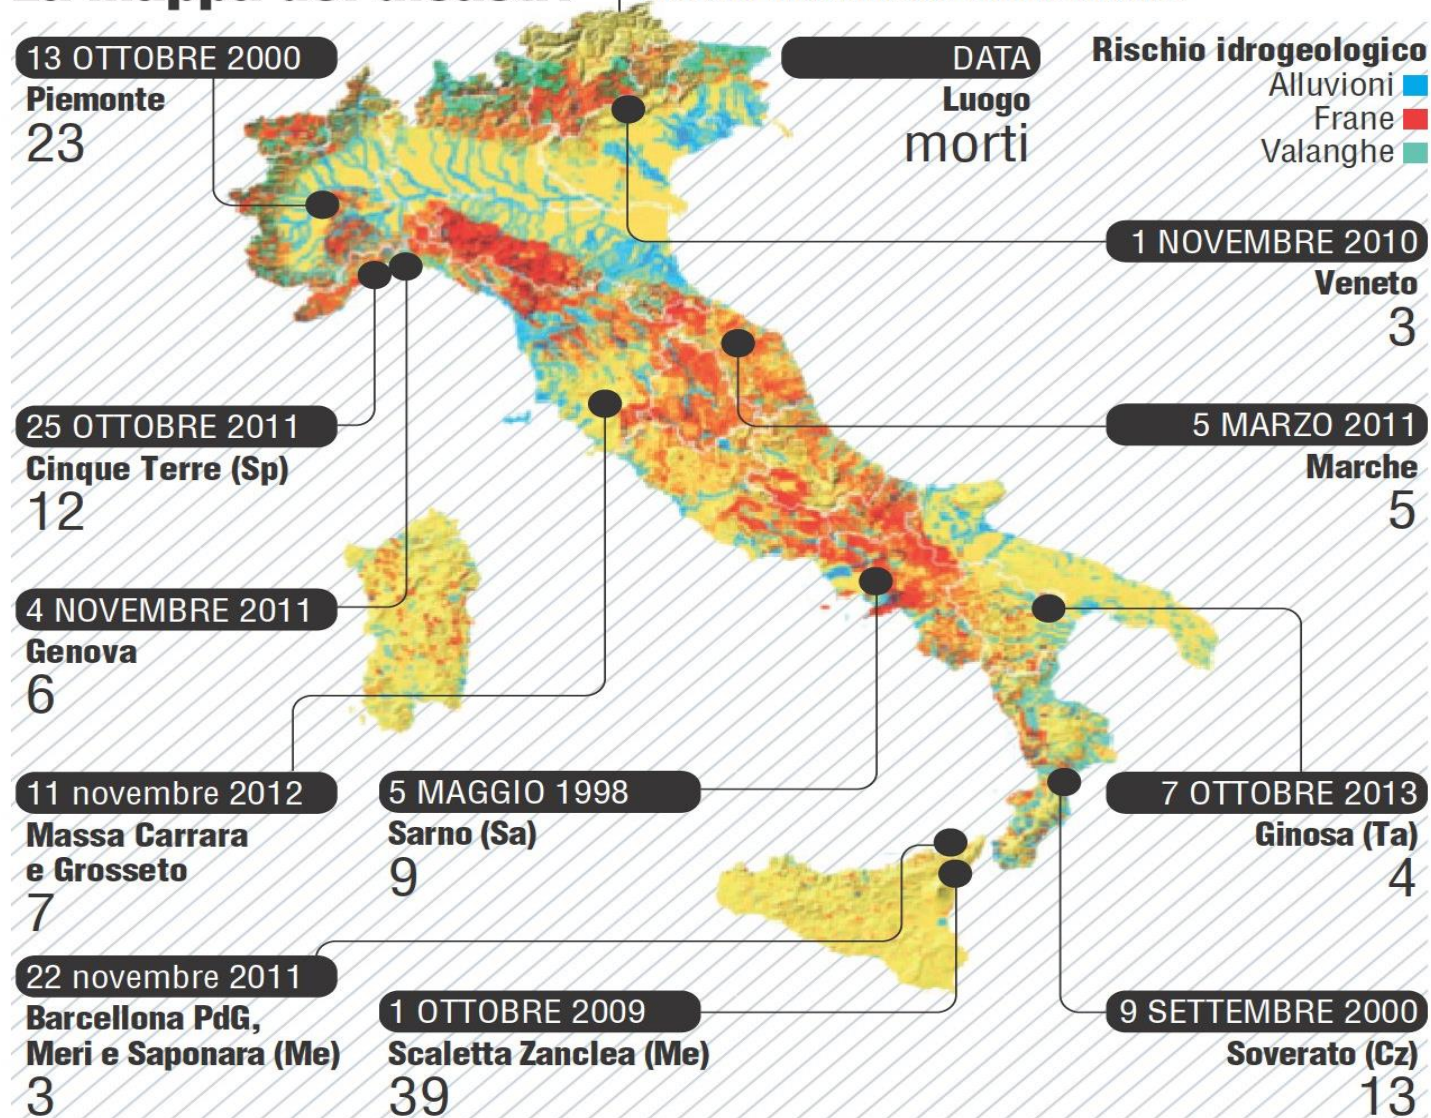 13 OTTOBRE 2000
Piemonte
23
DATA
Luogo
morti
Rischio idrogeologico
Alluvioni
Frane
Valanghe
1 NOVEMBRE 2010
Veneto
3
25 OTTOBRE 2011
Cinque Terre (Sp)
12
5 MARZO 2011
Marche
5
4 NOVEMBRE 2011
Genova
6
11 novembre 2012
Massa Carrara
e Grosseto
7
5 MAGGIO 1998
Sarno (Sa)
9
7 OTTOBRE 2013
Ginosa (Ta)
4
22 novembre 2011
Barcellona PdG,
Meri e Saponara (Me)
3
1 OTTOBRE 2009
Scaletta Zanclea (Me)
39
9 SETTEMBRE 2000
Soverato (Cz)
13